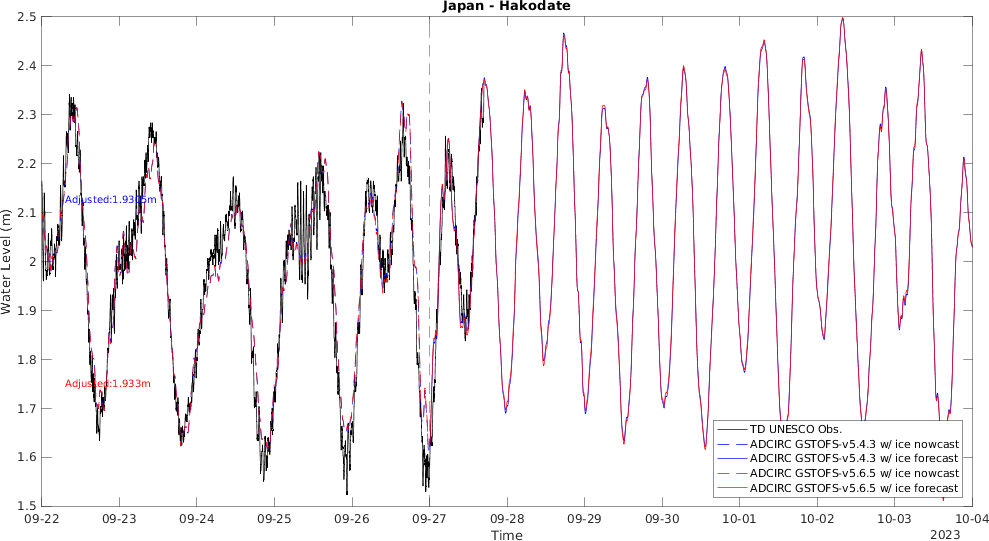 Japan - Hakodate
2.5
2.4
2.3
2.2
2.1
2
1.9
1.8
1.7
1.6
1.5
Water Level (m)
Adjusted:1.9305m
Adjusted:1.933m
TD UNESCO Obs.
ADCIRC GSTOFS-v5.4.3 w/ ice nowcast
ADCIRC GSTOFS-v5.4.3 w/ ice forecast
ADCIRC GSTOFS-v5.6.5 w/ ice nowcast
ADCIRC GSTOFS-v5.6.5 w/ ice forecast
09-22 09-23 09-24 09-25 09-26 09-27 09-28 09-29 09-30 10-01 10-02 10-03 10-04
Time
2023